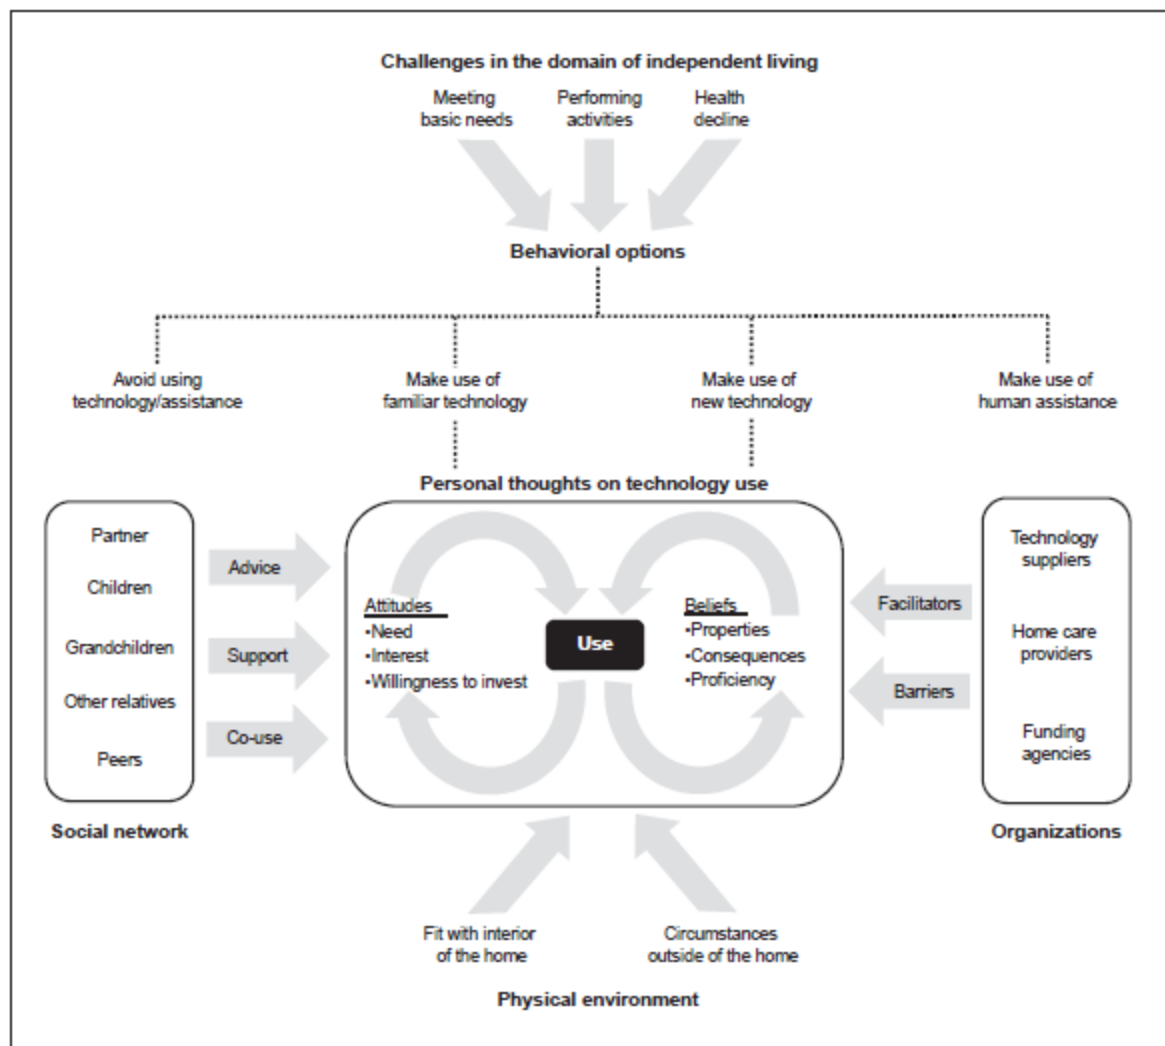 Challenges in the domain of independent living
Meeting
basic needs
Performing
activities
Health
decline
Behavioral options
Avoid using
technology/assistance
Make use of
familiar technology
Make use of
new technology
Make use of
human assistance
Personal thoughts on technology use
Partner
Children
Grandchildren
Other relatives
Peers
Social network
Advice
Support
Co-use
Attitudes
•Need
•Interest
•Willingness to invest
Use
Beliefs
•Properties
•Consequences
•Proficiency
Facilitators
Barriers
Technology
suppliers
Home care
providers
Funding
agencies
Organizations
Fit with interior
of the home
Circumstances
outside of the home
Physical environment